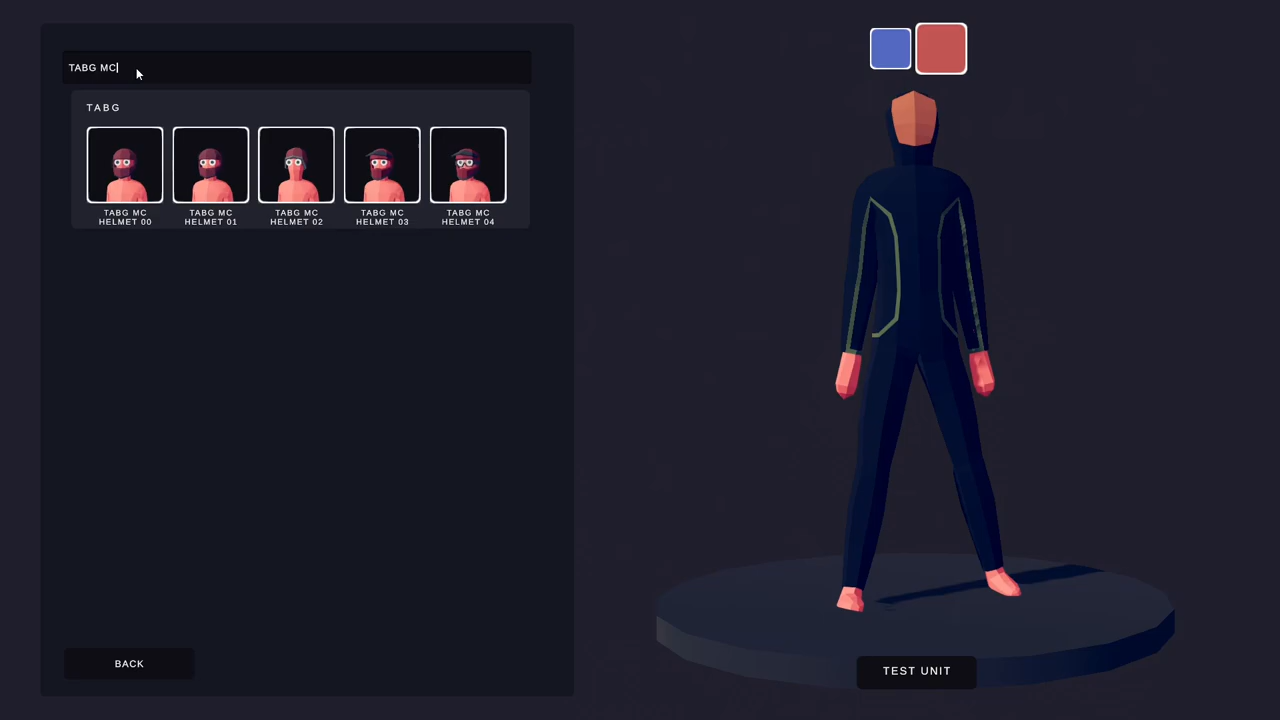 TABG MC
TABG
TABG MC
HELMET 00
TABG MC
HELMET 01
TABG MC
HELMET 02
TABG MC
HELMET 03
TABG MC
HELMET 04
BACK
TEST UNIT